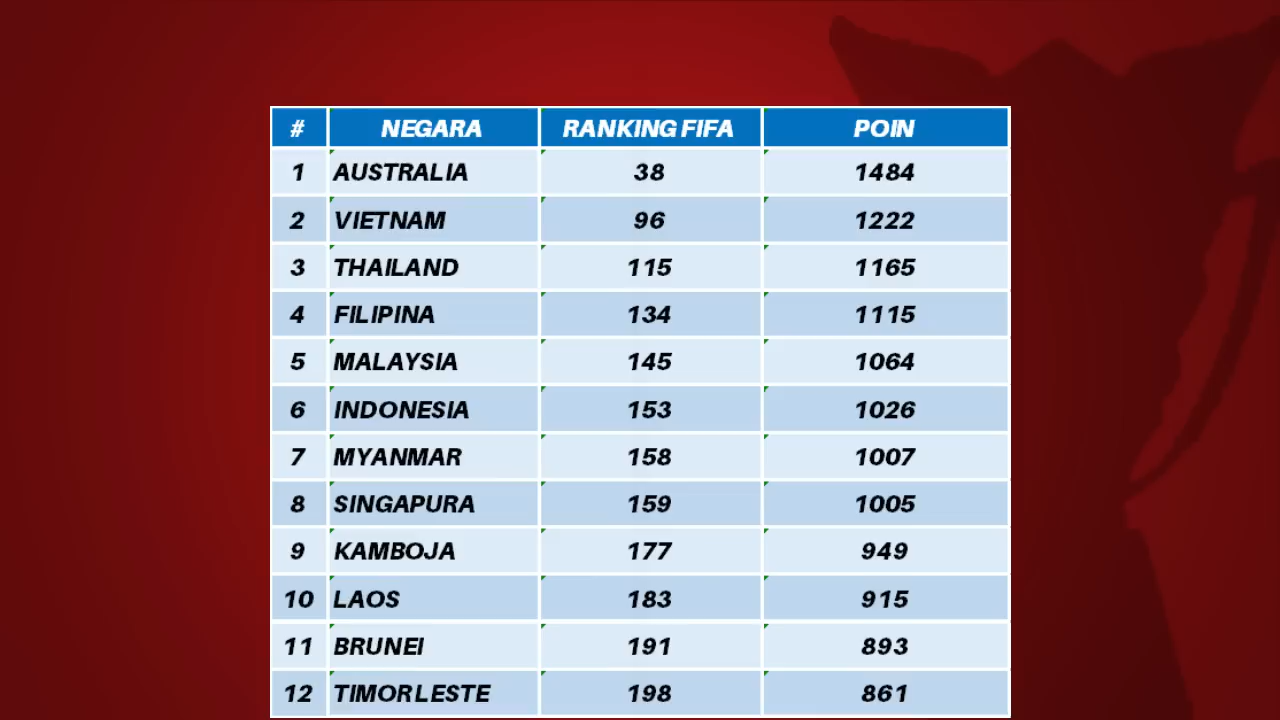 # NEGARA RANKING FIFA POIN
1 AUSTRALIA 38 1484
2 VIETNAM 96 1222
3 THAILAND 115 1165
4 FILIPINA 134 1115
5 MALAYSIA 145 1064
6 INDONESIA 153 1026
7 MYANMAR 158 1007
8 SINGAPURA 159 1005
9 KAMBOJA 177 949
10 LAOS 183 915
11 BRUNEI 191 893
12 TIMOR LESTE 198 861